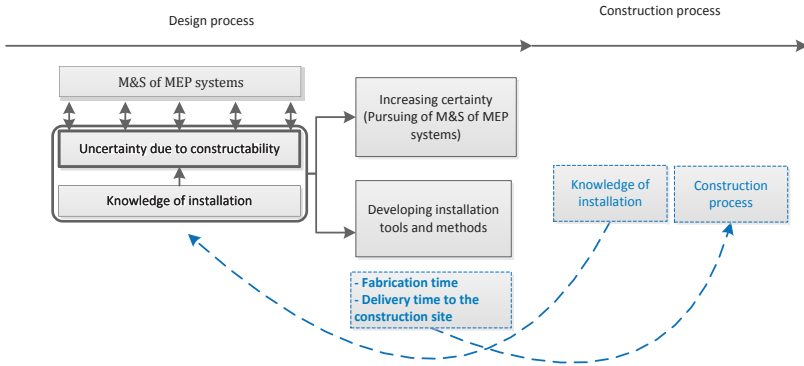 Design process
Construction process
M&S of MEP systems
Uncertainty due to constructability
Knowledge of installation
Increasing certainty
(Pursuing of M&S of MEP
systems)
Developing installation
tools and methods
Knowledge of
installation
Construction
process
- Fabrication time
- Delivery time to the
construction site